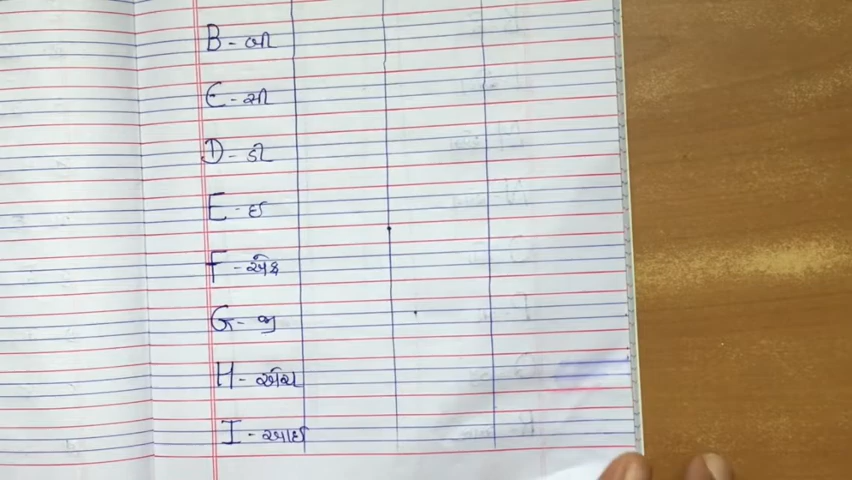 B - બી
C - સી
D - ડી
E - ઇ
F - એફ
G - જી
H - એચ
I - આઈ